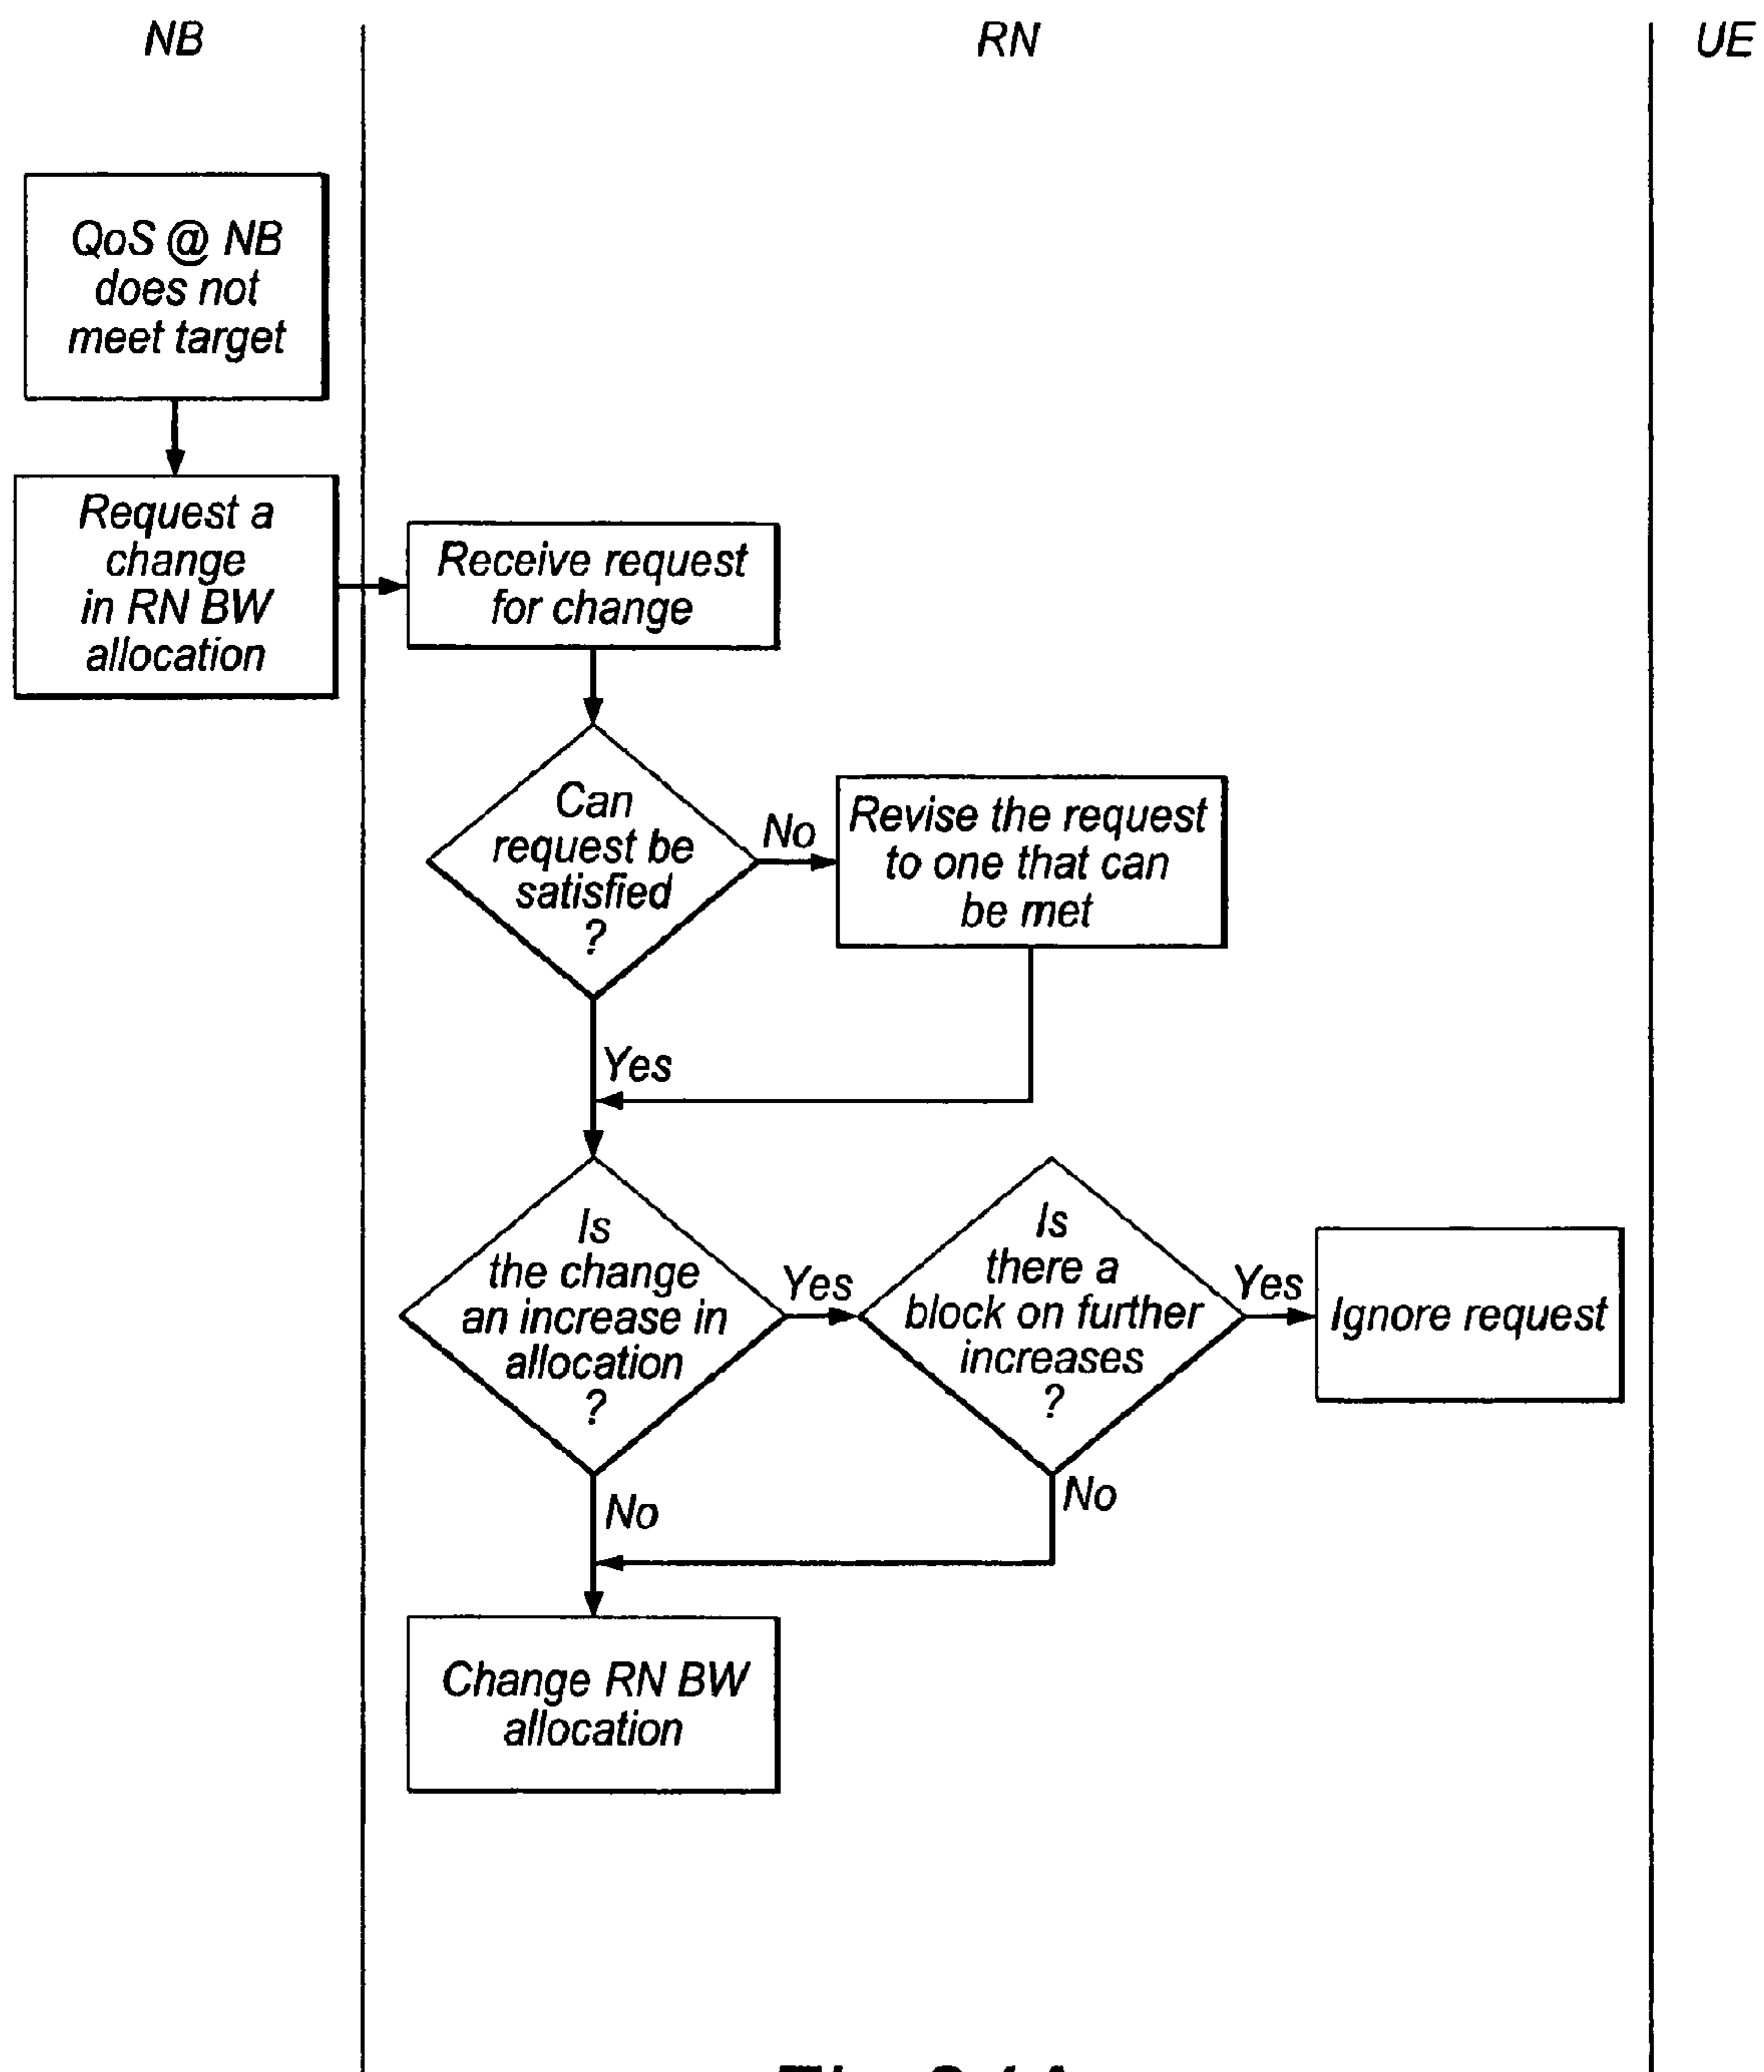 NB
RN
UE
QoS @ NB
does not
meet target
Request a
change
in RN BW
allocation
Receive request
for change
Can
request be
satisfied
?
No
Revise the request
to one that can
be met
Yes
Is
the change
an increase in
allocation
?
Yes
Is
there a
block on further
increases
?
Yes
Ignore request
No
No
Change RN BW
allocation